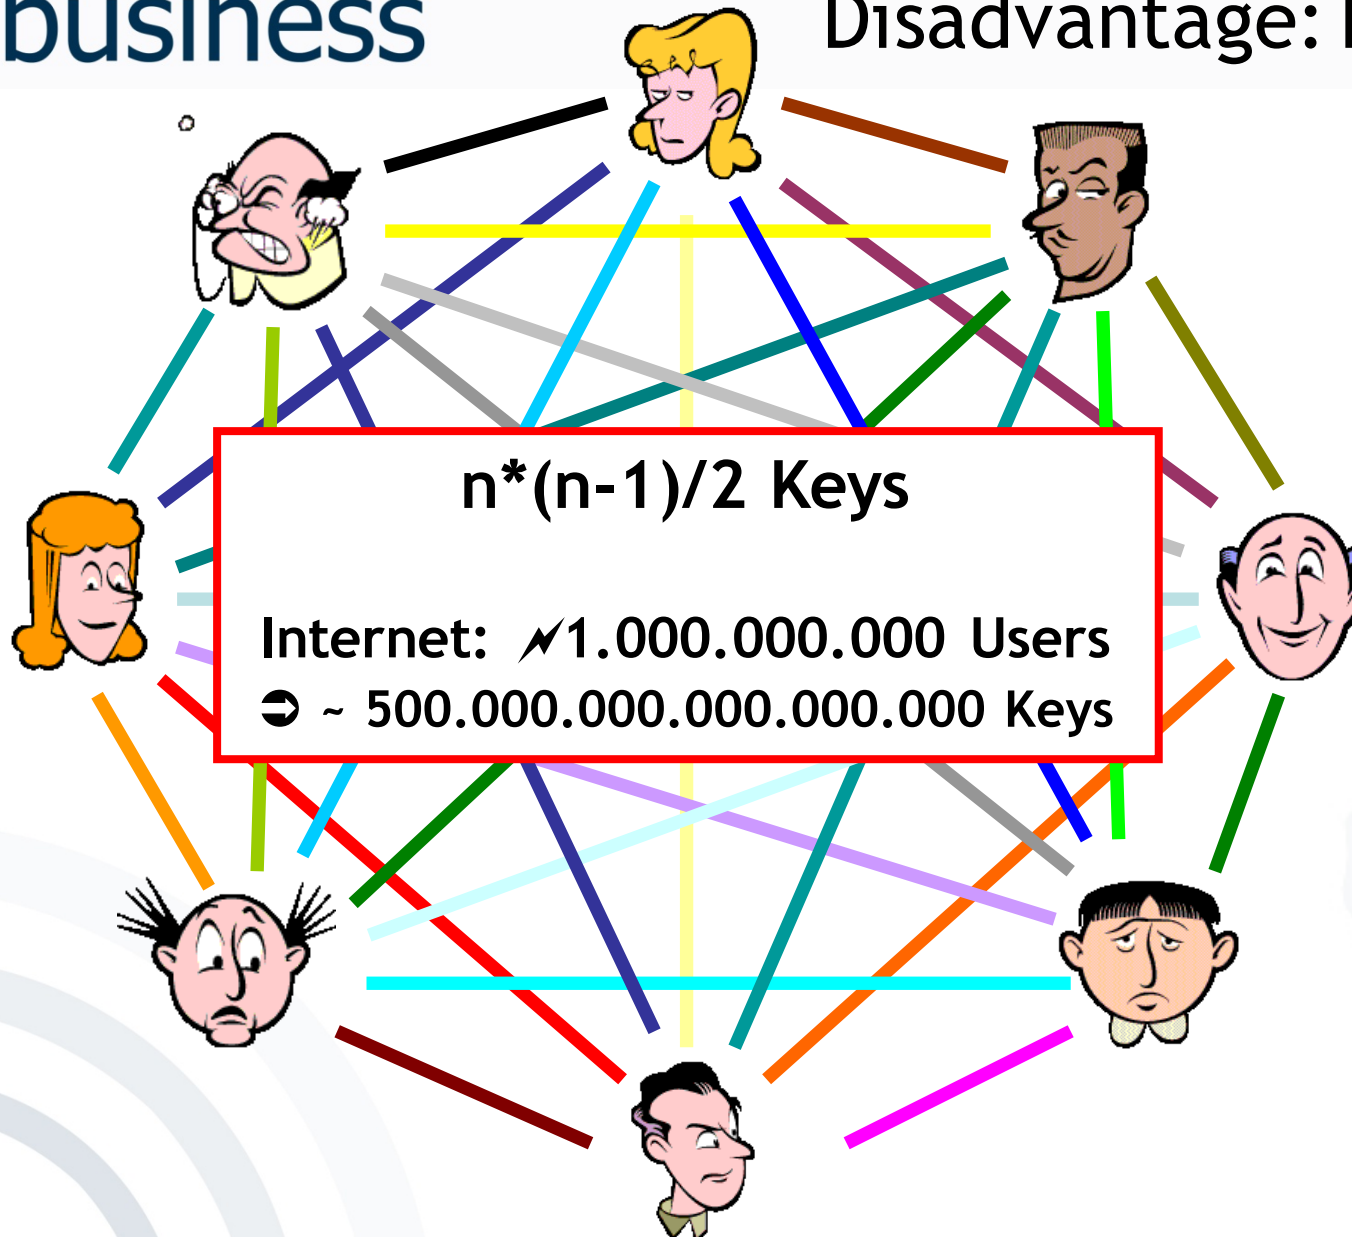 business
Disadvantage:
n*(n-1)/2 Keys
Internet: 1.000.000.000 Users
➲ ~ 500.000.000.000.000.000 Keys